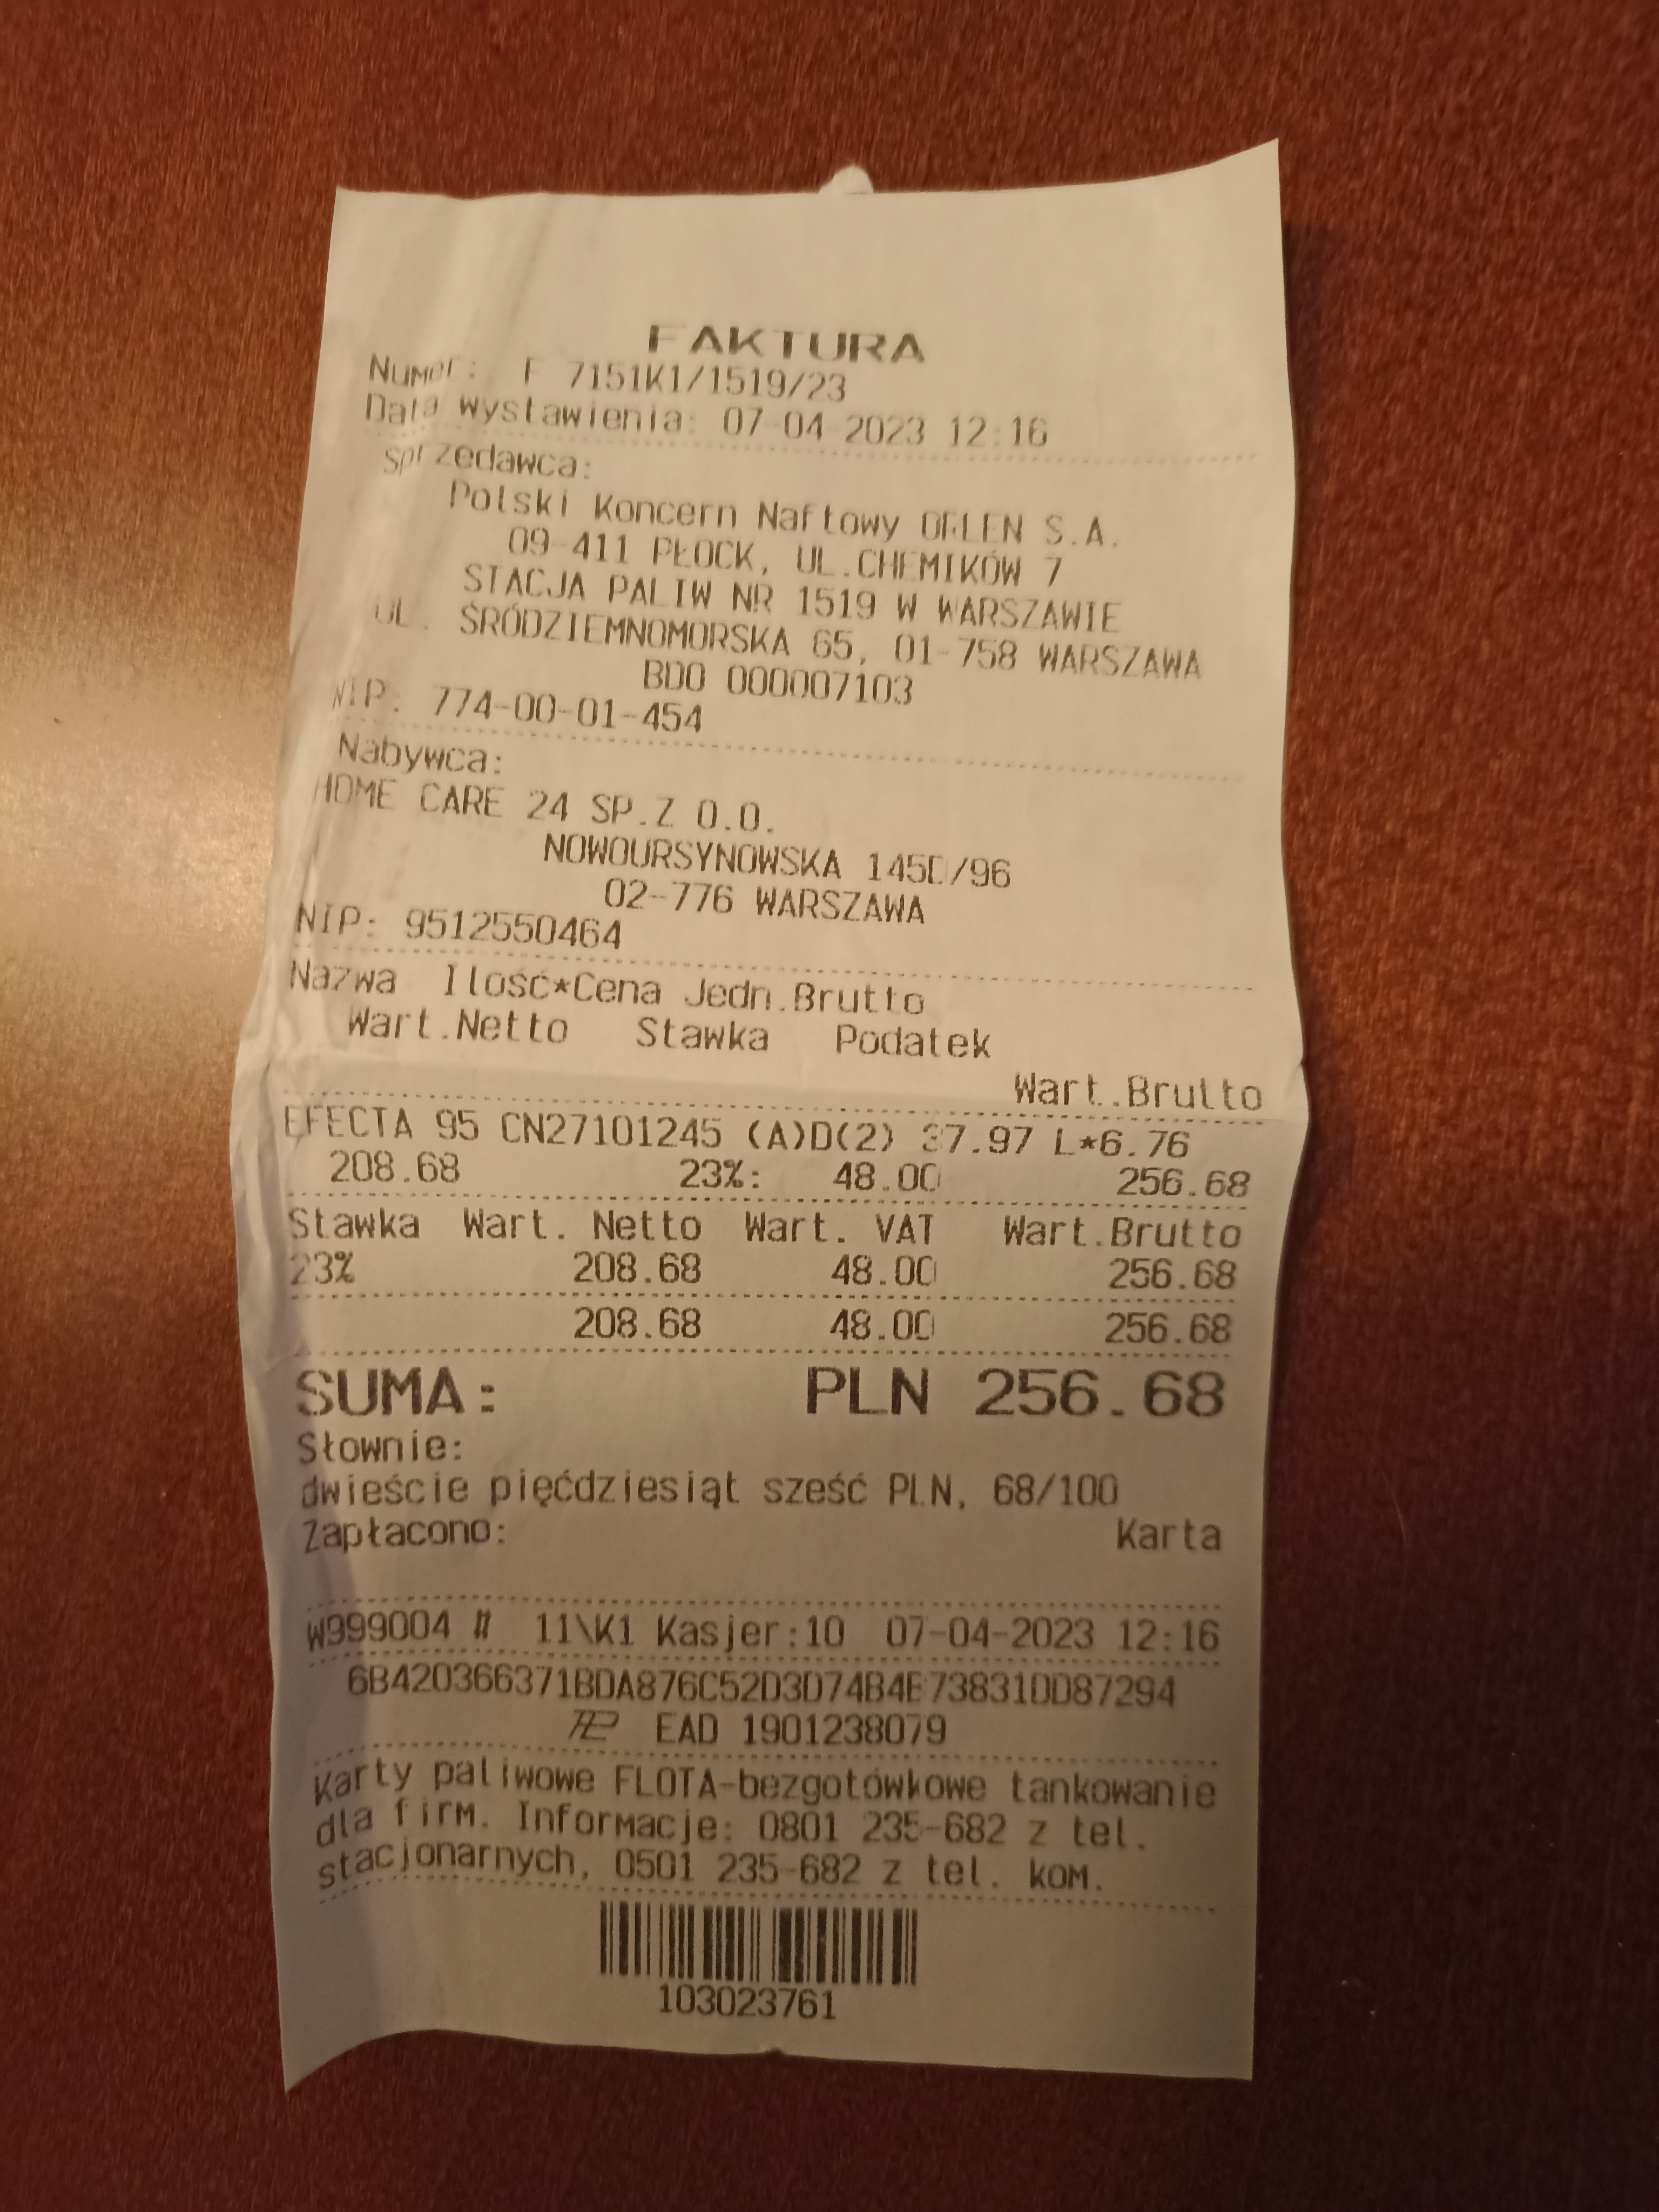 FAKTURA
Numer: F 7151K1/1519/23
Data wystawienia: 07-04-2023 12:16
sprzedawca:
Polski Koncern Naftowy ORLEN S.A.
09-411 PŁOCK, UL.CHEMIKÓW 7
STACJA PALIW NR 1519 W WARSZAWIE
UL. ŚRÓDZIEMNOMORSKA 65, 01-758 WARSZAWA
BDO 000007103
NIP: 774-00-01-454
Nabywca:
HOME CARE 24 SP.Z O.O.
NOWOURSYNOWSKA 145D/96
02-776 WARSZAWA
NIP: 9512550464
Nazwa Ilość*Cena Jedn.Brutto
Wart.Netto Stawka Podatek
Wart.Brutto
EFECTA 95 CN27101245 (A)D(2) 37.97 L*6.76
208.68 23%: 48.00 256.68
Stawka Wart. Netto Wart. VAT Wart.Brutto
23% 208.68 48.00 256.68
208.68 48.00 256.68
SUMA: PLN 256.68
Słownie:
dwieście pięćdziesiąt sześć PLN, 68/100
Zapłacono: Karta
W999004 # 11\K1 Kasjer:10 07-04-2023 12:16
6B420366371BDA876C52D3D74B4E73831DD87294
EAD 1901238079
Karty paliwowe FLOTA-bezgotówkowe tankowanie
dla firm. Informacje: 0801 235-682 z tel.
stacjonarnych, 0501 235-682 z tel. kom.
103023761